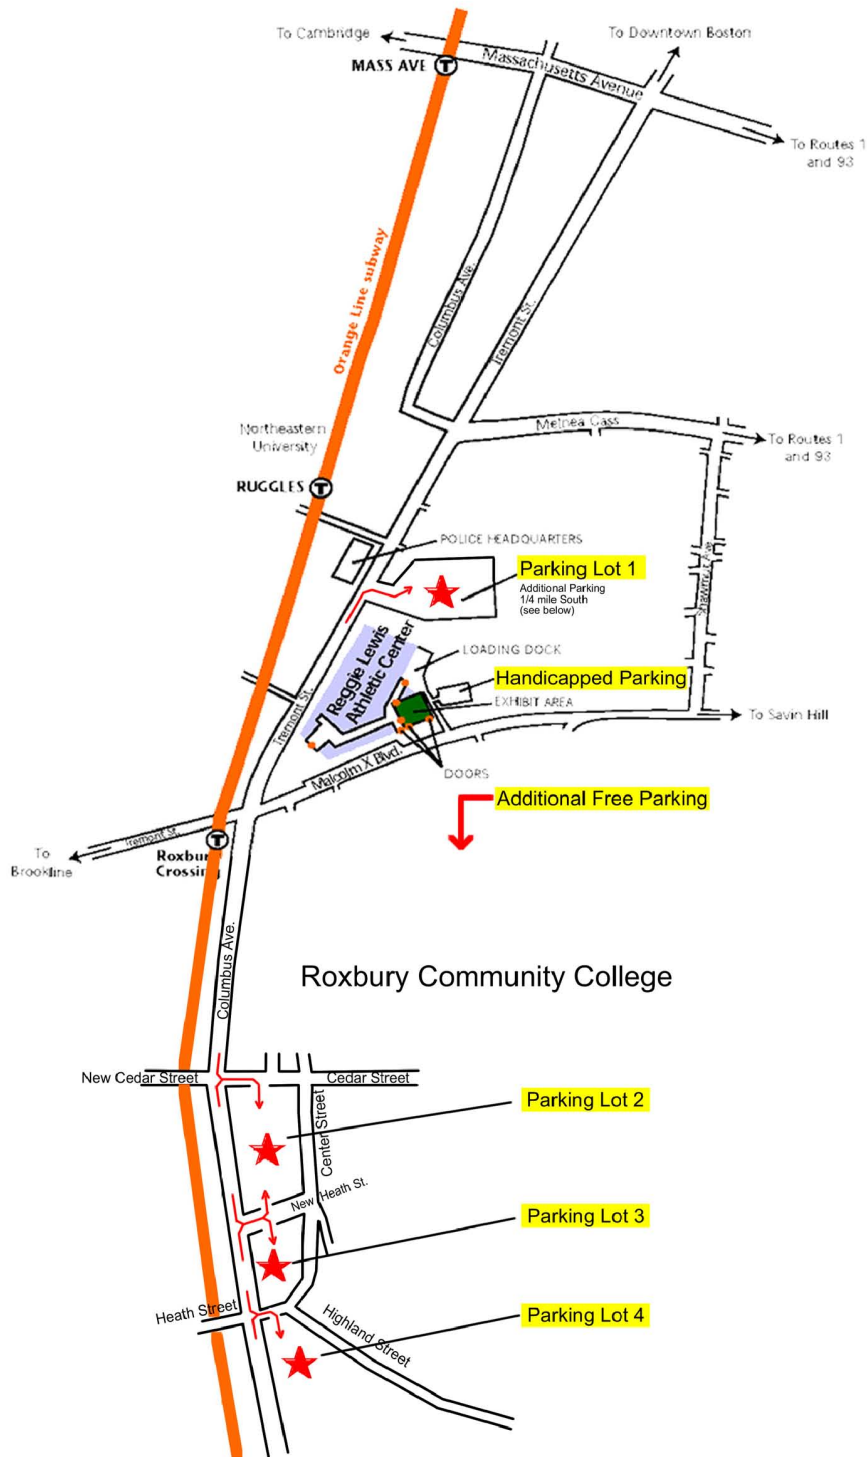 To Cambridge
To Downtown Boston
MASS AVE T
Massachusetts Avenue
To Routes 1
and 93
Orange Line subway
Columbus Ave.
Tremont St.
Northeastern
University
Melnea Cass
To Routes 1
and 93
RUGGLES T
POLICE HEADQUARTERS
Parking Lot 1
Additional Parking
1/4 mile South
(see below)
Shawmut Ave
Reggie Lewis
Athletic Center
LOADING DOCK
Handicapped Parking
EXHIBIT AREA
Tremont St.
To Savin Hill
Malcolm X Blvd.
DOORS
Additional Free Parking
Tremont St.
T
To
Brookline
Roxbury
Crossing
Columbus Ave.
Roxbury Community College
New Cedar Street
Cedar Street
Parking Lot 2
Center Street
New Heath St.
Parking Lot 3
Heath Street
Highland Street
Parking Lot 4